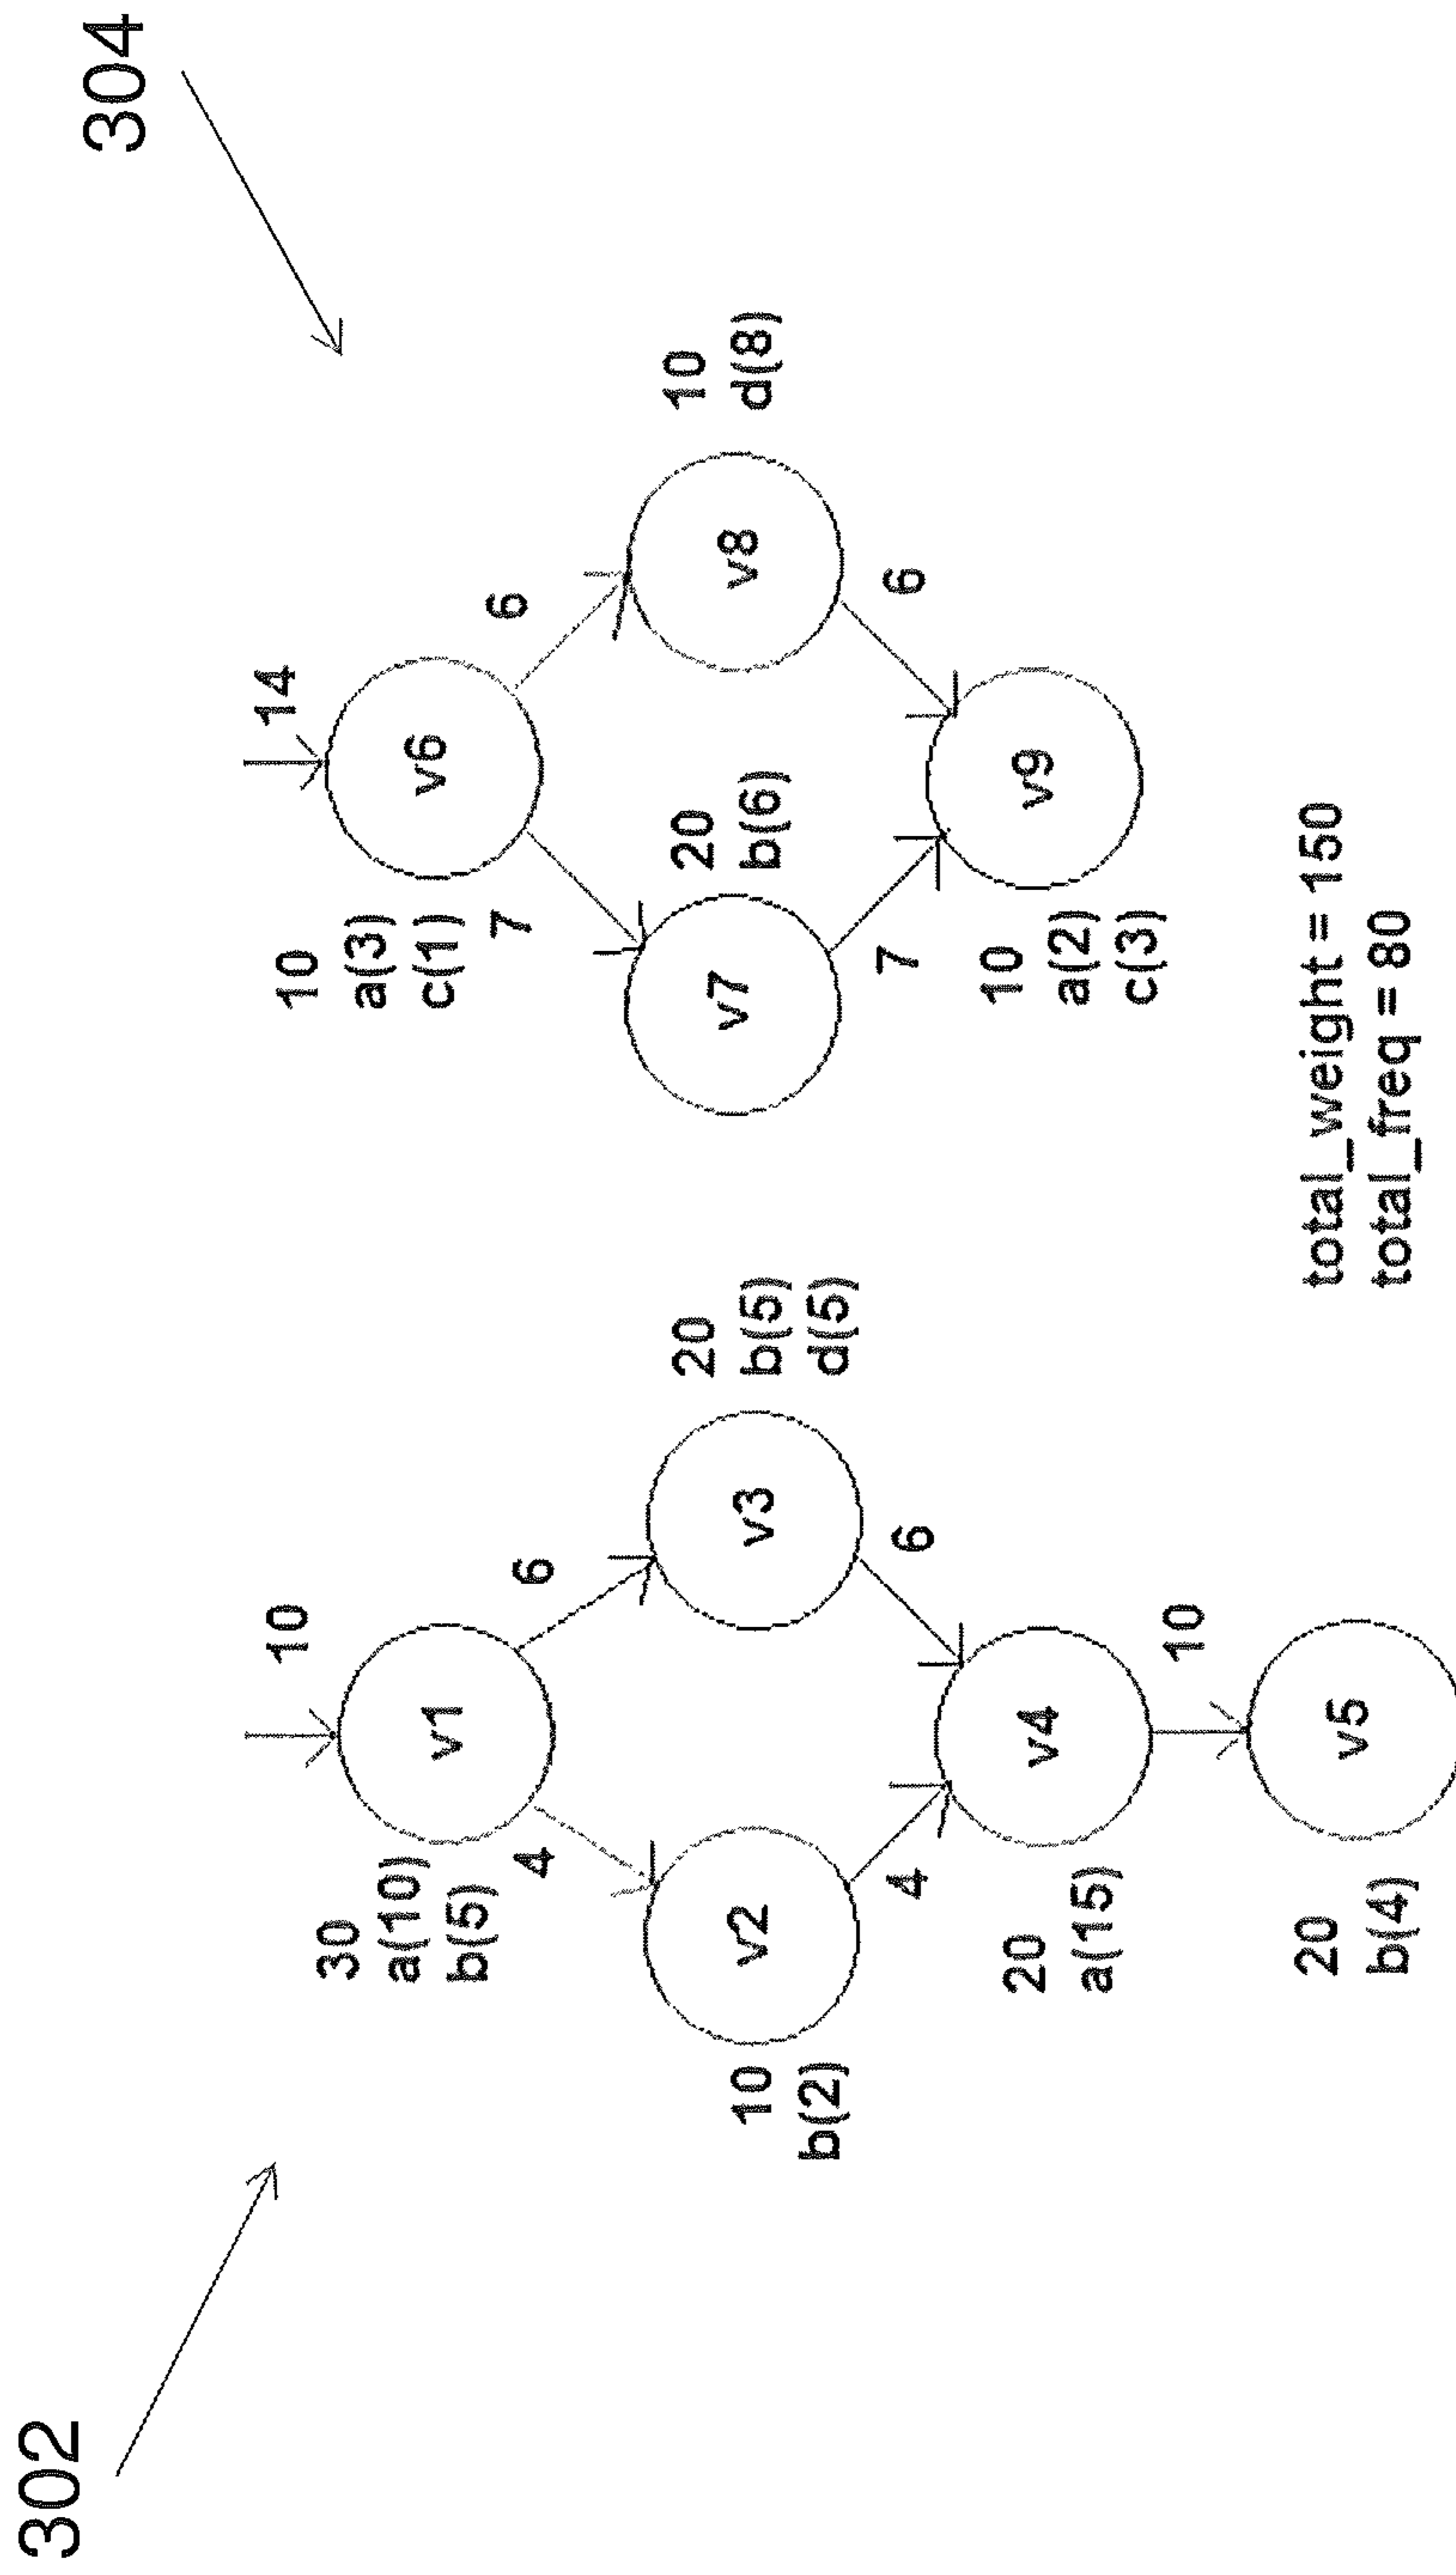 302
304
10
30
a(10)
b(5)
v1
4
6
10
b(2)
v2
v3
20
b(5)
d(5)
4
6
20
a(15)
v4
10
20
b(4)
v5
14
10
a(3)
c(1)
v6
7
6
v7
20
b(6)
v8
10
d(8)
7
6
10
a(2)
c(3)
v9
total_weight = 150
total_freq = 80